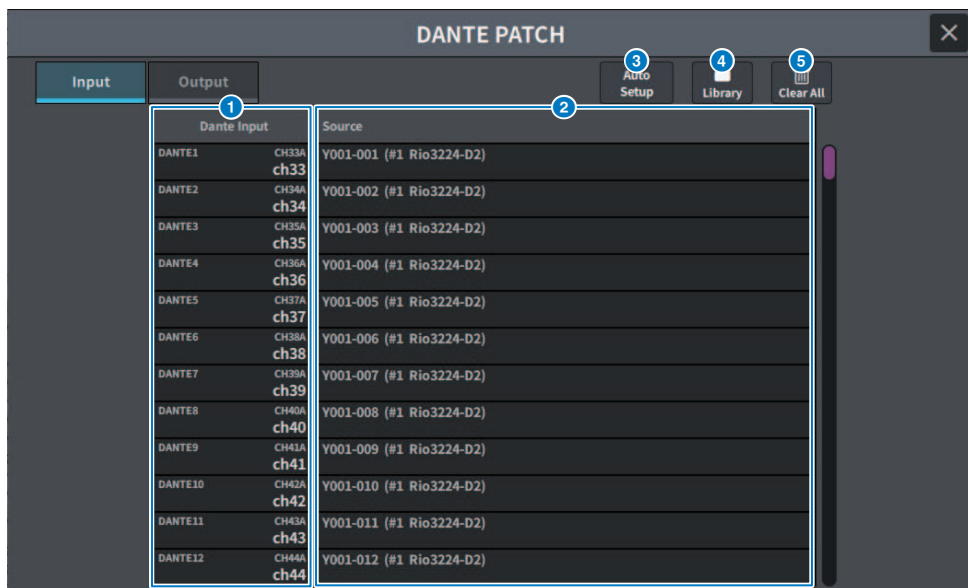 DANTE PATCH
Input
Output
3
4
5
Auto
Setup
Library
Clear All
1
2
Dante Input
Source
DANTE1 CH33A
ch33
Y001-001 (#1 Rio3224-D2)
DANTE2 CH34A
ch34
Y001-002 (#1 Rio3224-D2)
DANTE3 CH35A
ch35
Y001-003 (#1 Rio3224-D2)
DANTE4 CH36A
ch36
Y001-004 (#1 Rio3224-D2)
DANTE5 CH37A
ch37
Y001-005 (#1 Rio3224-D2)
DANTE6 CH38A
ch38
Y001-006 (#1 Rio3224-D2)
DANTE7 CH39A
ch39
Y001-007 (#1 Rio3224-D2)
DANTE8 CH40A
ch40
Y001-008 (#1 Rio3224-D2)
DANTE9 CH41A
ch41
Y001-009 (#1 Rio3224-D2)
DANTE10 CH42A
ch42
Y001-010 (#1 Rio3224-D2)
DANTE11 CH43A
ch43
Y001-011 (#1 Rio3224-D2)
DANTE12 CH44A
ch44
Y001-012 (#1 Rio3224-D2)